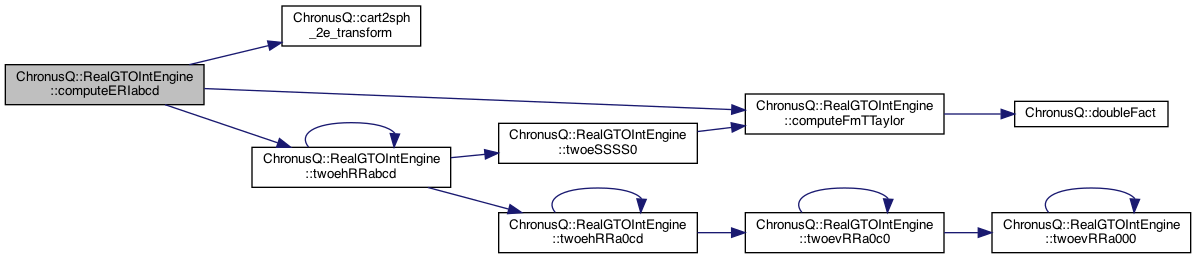 ChronusQ::cart2sph
_2e_transform
ChronusQ::RealGTOIntEngine
::computeERIabcd
ChronusQ::RealGTOIntEngine
::computeFmTTaylor
ChronusQ::doubleFact
ChronusQ::RealGTOIntEngine
::twoeSSSS0
ChronusQ::RealGTOIntEngine
::twoehRRabcd
ChronusQ::RealGTOIntEngine
::twoehRRa0cd
ChronusQ::RealGTOIntEngine
::twoevRRa0c0
ChronusQ::RealGTOIntEngine
::twoevRRa000